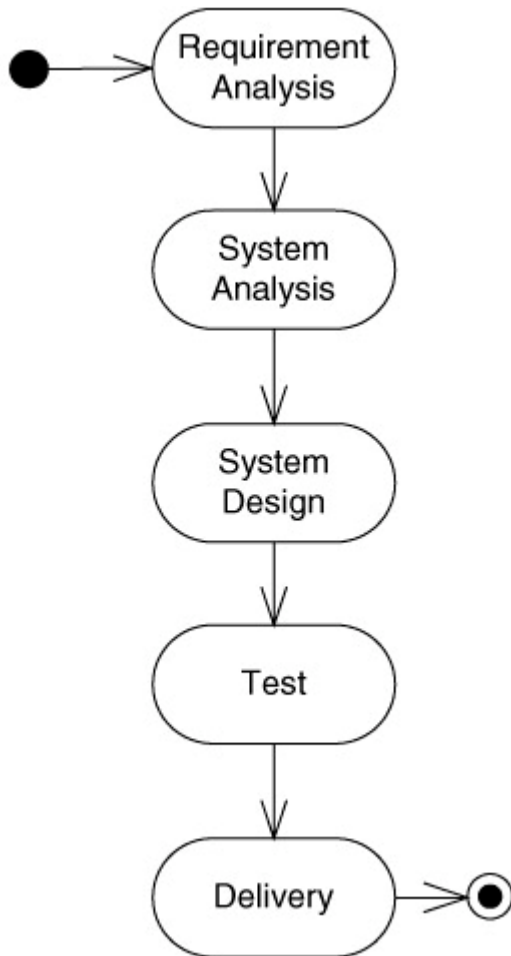 Requirement
Analysis
System
Analysis
System
Design
Test
Delivery